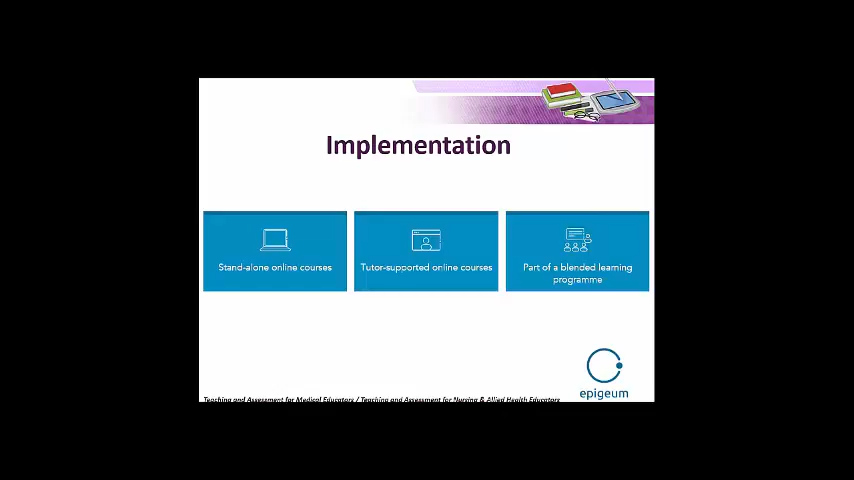 Implementation
Stand-alone online courses
Tutor-supported online courses
Part of a blended learning
programme
epigeum
Teaching and Assessment for Medical Educators / Teaching and Assessment for Nursing & Allied Health Educators